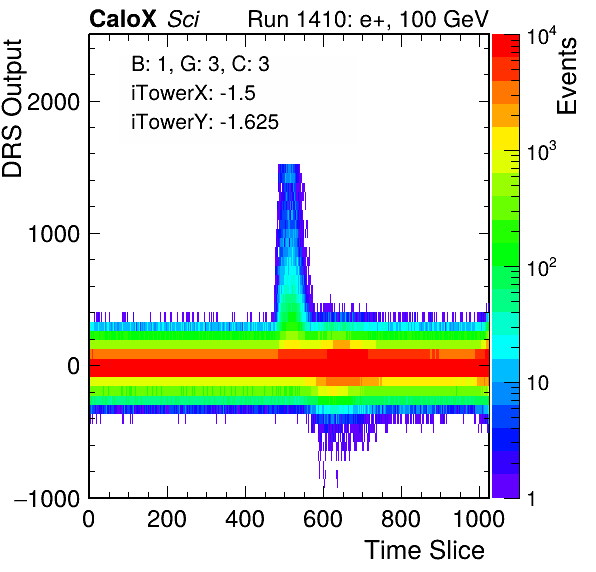 CaloX Sci Run 1410: e+, 100 GeV
B: 1, G: 3, C: 3
iTowerX: -1.5
iTowerY: -1.625
DRS Output
2000
1000
0
−1000
0 200 400 600 800 1000
Time Slice
Events
10^4
10^3
10^2
10
1